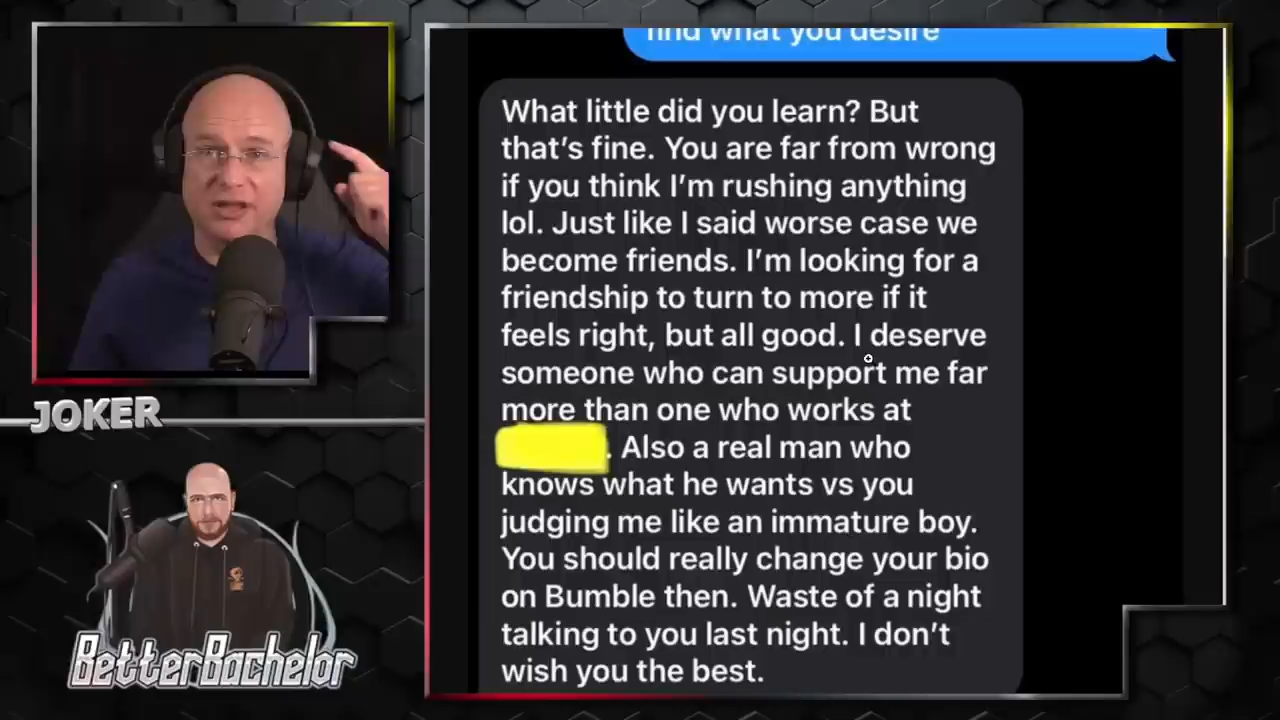 find what you desire
What little did you learn? But
that's fine. You are far from wrong
if you think I'm rushing anything
lol. Just like I said worse case we
become friends. I'm looking for a
friendship to turn to more if it
feels right, but all good. I deserve
someone who can support me far
more than one who works at
. Also a real man who
knows what he wants vs you
judging me like an immature boy.
You should really change your bio
on Bumble then. Waste of a night
talking to you last night. I don't
wish you the best.
JOKER
BetterBachelor